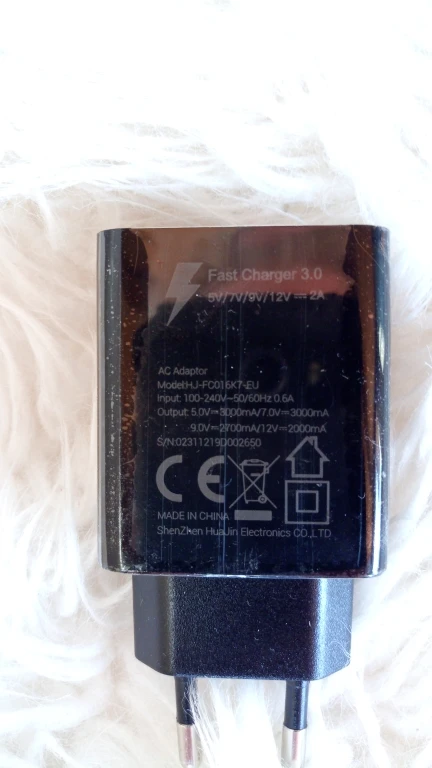 Fast Charger 3.0
5V/7V/9V/12V⎓2A
AC Adaptor
Model:HJ-FC016K7-EU
Input: 100-240V~50/60Hz 0.6A
Output: 5.0V⎓3000mA/7.0V⎓3000mA
9.0V⎓2700mA/12V⎓2000mA
S/N:02311219D002650
CE
MADE IN CHINA
ShenZhen HuaJin Electronics CO.,LTD